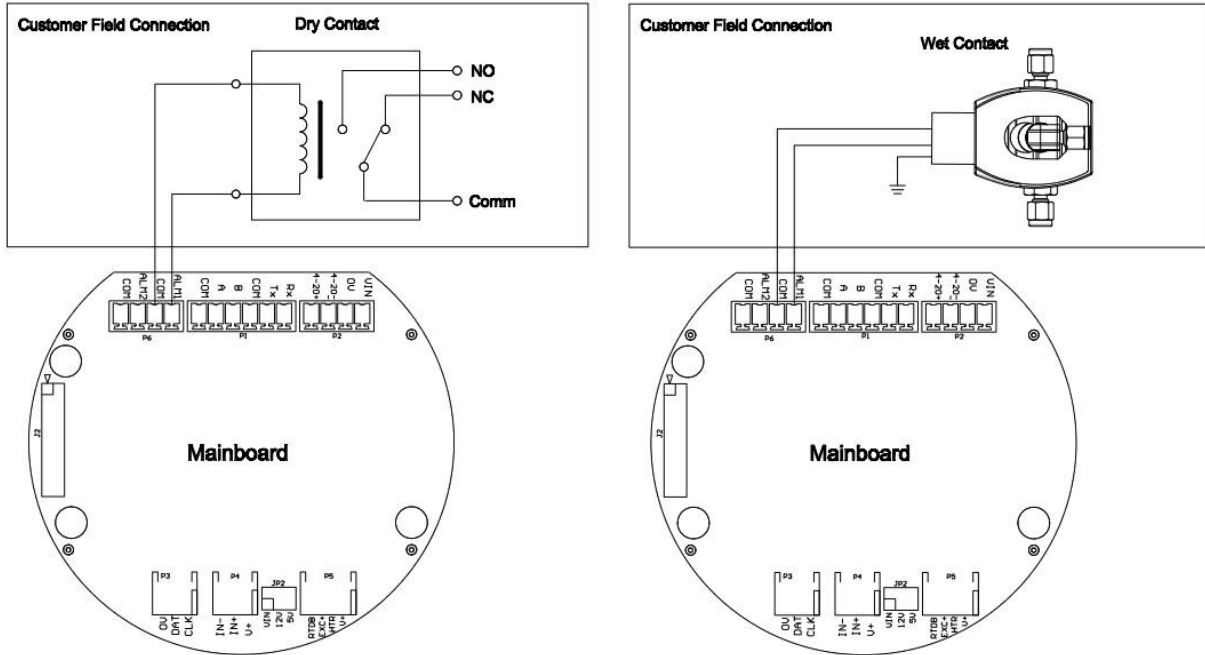 Customer Field Connection
Dry Contact
NO
NC
Comm
COM
ALM2
COM
ALM1
COM
A
B
COM
Tx
Rx
4-20+
4-20-
0V
VIN
P6
P1
P2
J2
Mainboard
P3
P4
JP2
P5
0V
DAT
CLK
IN-
IN+
V+
VIN
12V
5V
RTDB
EXC+
HTR
V+
Customer Field Connection
Wet Contact
COM
ALM2
COM
ALM1
COM
A
B
COM
Tx
Rx
4-20+
4-20-
0V
VIN
P6
P1
P2
J2
Mainboard
P3
P4
JP2
P5
0V
DAT
CLK
IN-
IN+
V+
VIN
12V
5V
RTDB
EXC+
HTR
V+